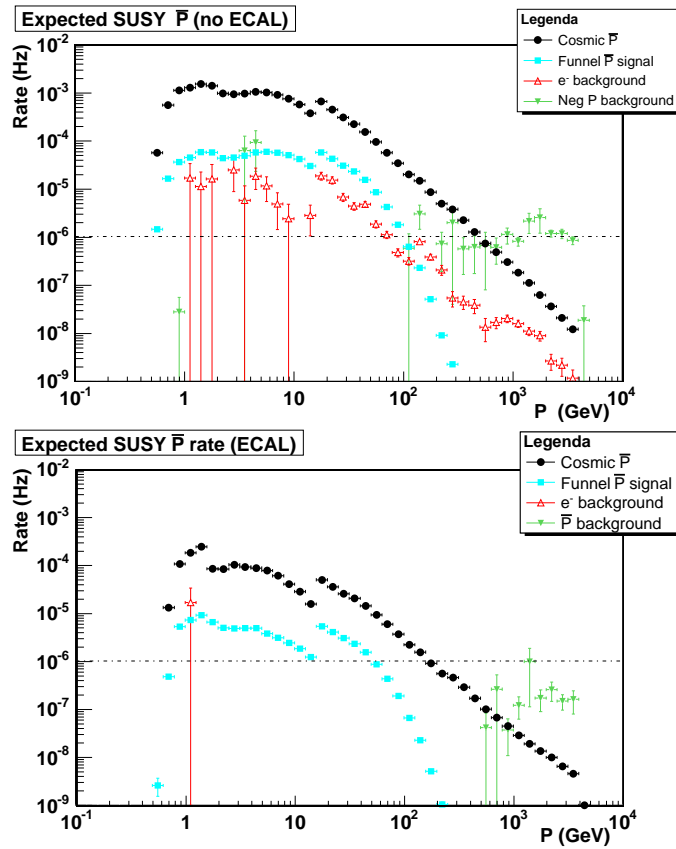 Expected SUSY P̅ (no ECAL)
Legenda
Cosmic P̅
Funnel P̅ signal
e⁻ background
Neg P background
Rate (Hz)
10⁻²
10⁻³
10⁻⁴
10⁻⁵
10⁻⁶
10⁻⁷
10⁻⁸
10⁻⁹
10⁻¹ 1 10 10² 10³ 10⁴
P (GeV)
Expected SUSY P̅ rate (ECAL)
Legenda
Cosmic P̅
Funnel P̅ signal
e⁻ background
P̅ background
Rate (Hz)
10⁻²
10⁻³
10⁻⁴
10⁻⁵
10⁻⁶
10⁻⁷
10⁻⁸
10⁻⁹
10⁻¹ 1 10 10² 10³ 10⁴
P (GeV)